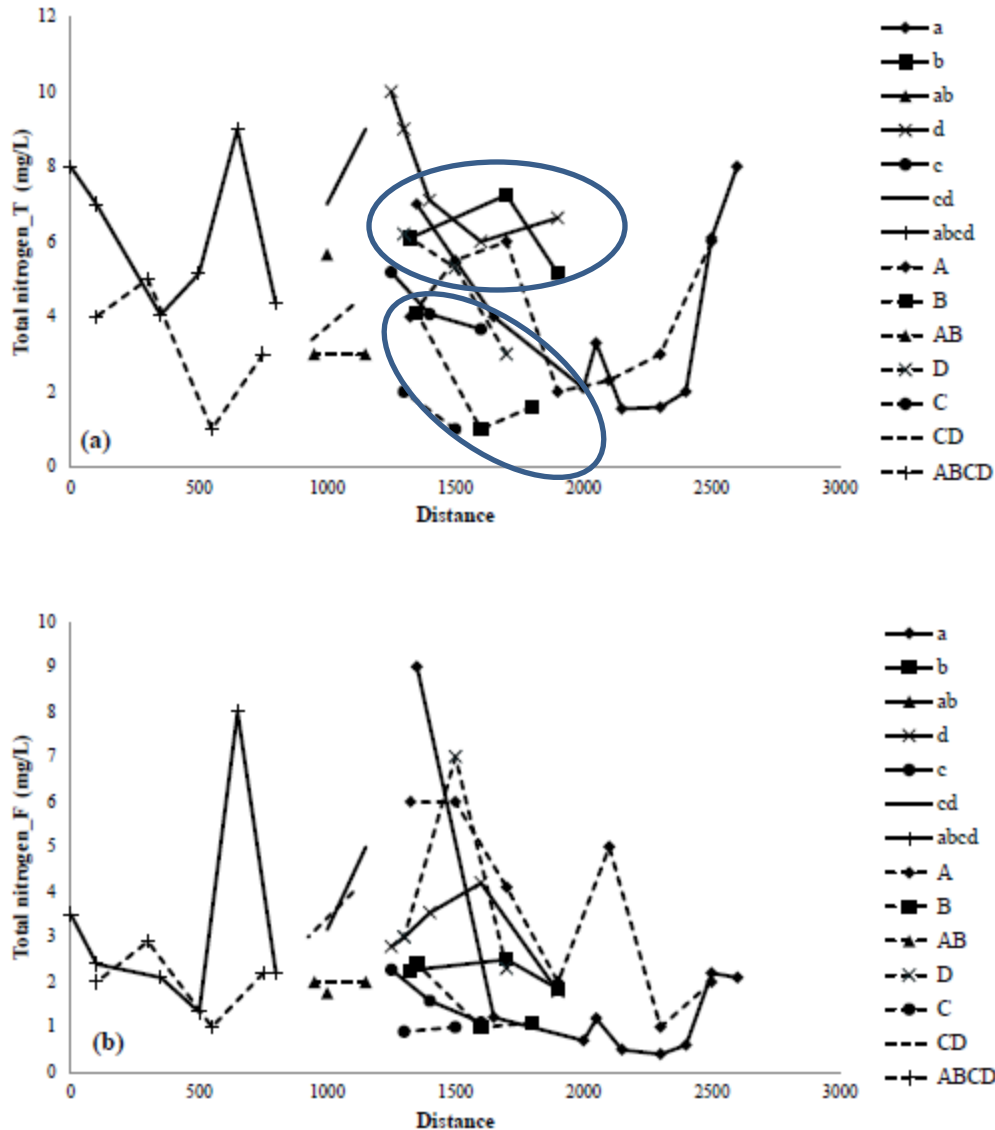 12
10
8
6
4
2
0
Total nitrogen_T (mg/L)
(a)
0 500 1000 1500 2000 2500 3000
Distance
a
b
ab
d
c
cd
abcd
A
B
AB
D
C
CD
ABCD
10
9
8
7
6
5
4
3
2
1
0
Total nitrogen_F (mg/L)
(b)
0 500 1000 1500 2000 2500 3000
Distance
a
b
ab
d
c
cd
abcd
A
B
AB
D
C
CD
ABCD